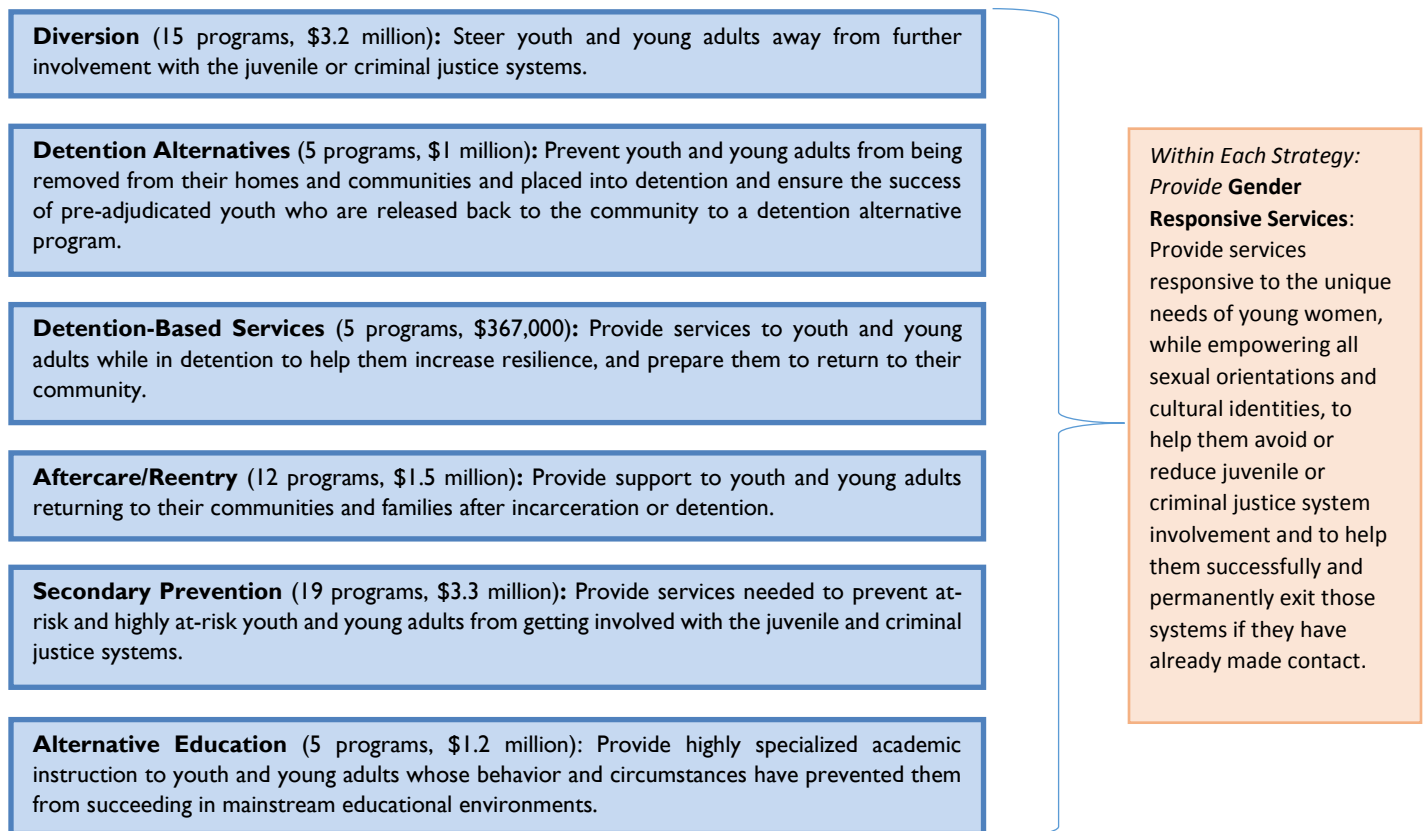 Diversion (15 programs, $3.2 million): Steer youth and young adults away from further
involvement with the juvenile or criminal justice systems.
Detention Alternatives (5 programs, $1 million): Prevent youth and young adults from being
removed from their homes and communities and placed into detention and ensure the success
of pre-adjudicated youth who are released back to the community to a detention alternative
program.
Detention-Based Services (5 programs, $367,000): Provide services to youth and young
adults while in detention to help them increase resilience, and prepare them to return to their
community.
Aftercare/Reentry (12 programs, $1.5 million): Provide support to youth and young adults
returning to their communities and families after incarceration or detention.
Secondary Prevention (19 programs, $3.3 million): Provide services needed to prevent at-
risk and highly at-risk youth and young adults from getting involved with the juvenile and criminal
justice systems.
Alternative Education (5 programs, $1.2 million): Provide highly specialized academic
instruction to youth and young adults whose behavior and circumstances have prevented them
from succeeding in mainstream educational environments.
Within Each Strategy:
Provide Gender
Responsive Services:
Provide services
responsive to the unique
needs of young women,
while empowering all
sexual orientations and
cultural identities, to
help them avoid or
reduce juvenile or
criminal justice system
involvement and to help
them successfully and
permanently exit those
systems if they have
already made contact.